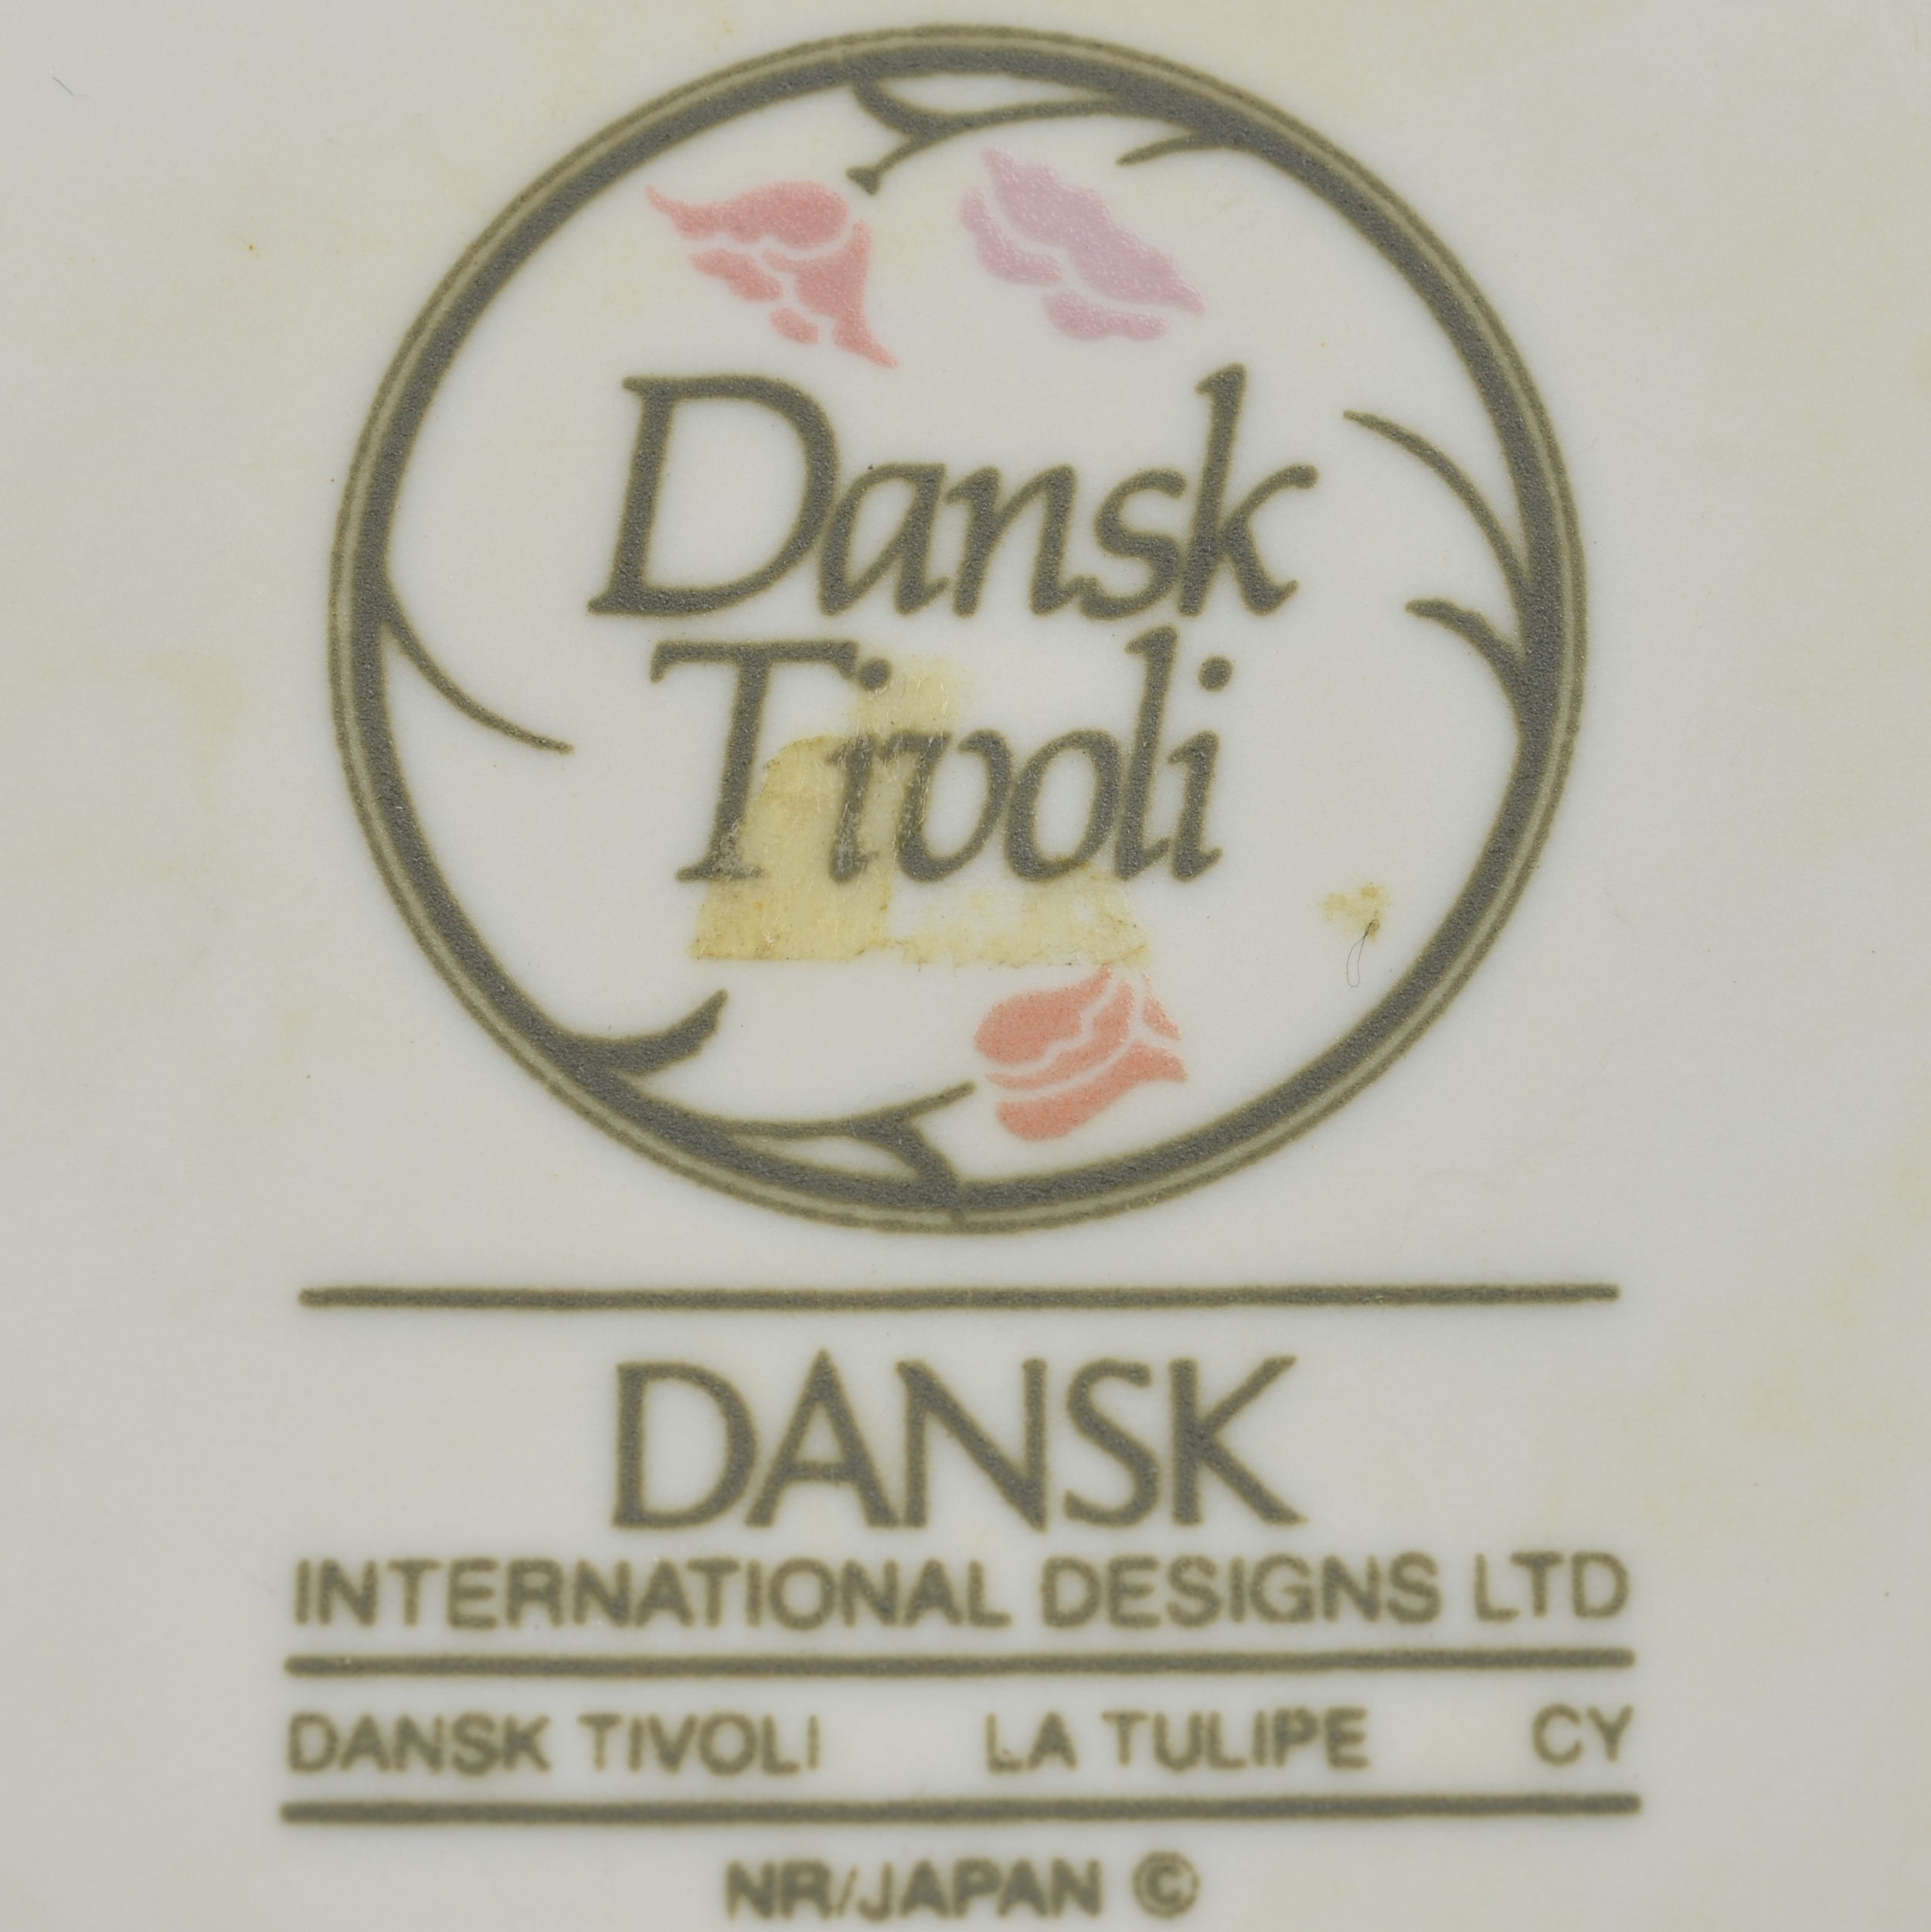 Dansk
Tivoli
DANSK
INTERNATIONAL DESIGNS LTD
DANSK TIVOLI LA TULIPE CY
NR/JAPAN ©